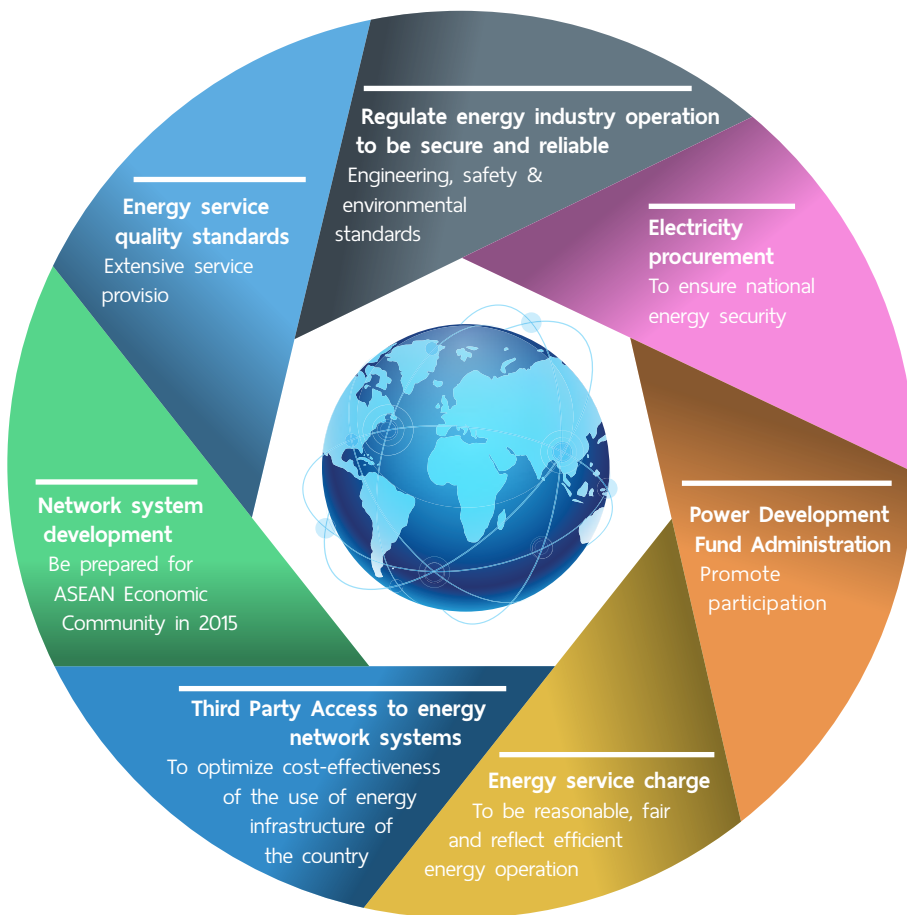 Regulate energy industry operation
to be secure and reliable
Engineering, safety &
environmental
standards
Electricity
procurement
To ensure national
energy security
Power Development
Fund Administration
Promote
participation
Energy service charge
To be reasonable, fair
and reflect efficient
energy operation
Third Party Access to energy
network systems
To optimize cost-effectiveness
of the use of energy
infrastructure of
the country
Network system
development
Be prepared for
ASEAN Economic
Community in 2015
Energy service
quality standards
Extensive service
provisio